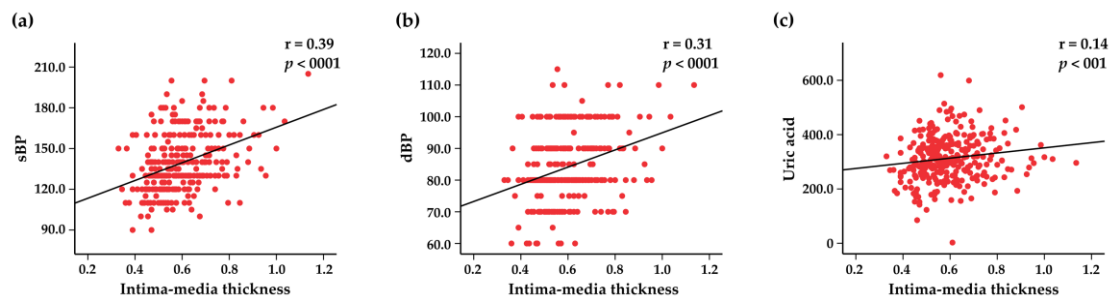 (a)
r = 0.39
p < 0001
210.0
180.0
150.0
120.0
90.0
sBP
0.2 0.4 0.6 0.8 1.0 1.2
Intima-media thickness
(b)
r = 0.31
p < 0001
120.0
110.0
100.0
90.0
80.0
70.0
60.0
dBP
0.2 0.4 0.6 0.8 1.0 1.2
Intima-media thickness
(c)
r = 0.14
p < 001
600.0
400.0
200.0
0
Uric acid
0.2 0.4 0.6 0.8 1.0 1.2
Intima-media thickness